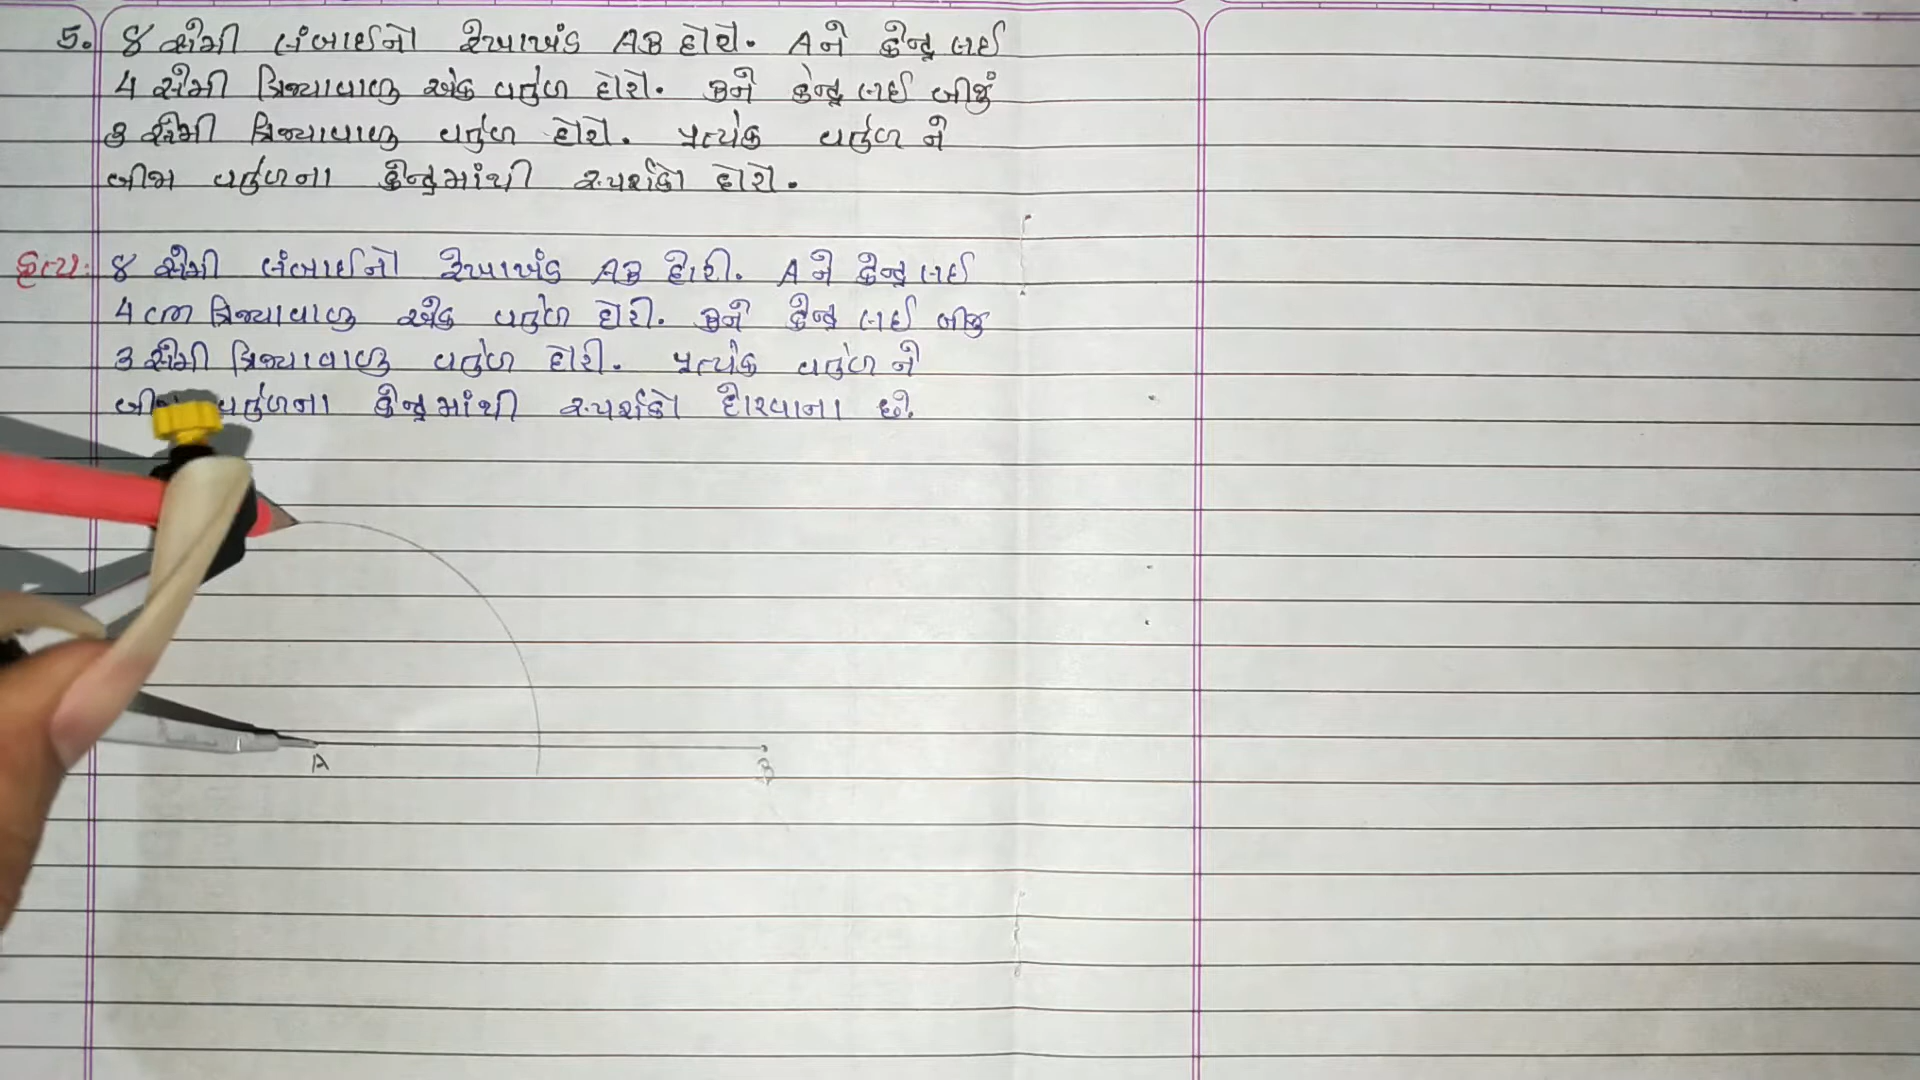 5. 8 સેમી લંબાઈનો રેખાખંડ AB દોરો. A ને કેન્દ્ર લઈ
4 સેમી ત્રિજ્યાવાળુ એક વર્તુળ દોરો. B ને કેન્દ્ર લઈ બીજું
3 સેમી ત્રિજ્યાવાળુ વર્તુળ દોરો. પ્રત્યેક વર્તુળ ને
બીજા વર્તુળના કેન્દ્રમાંથી સ્પર્શકો દોરો.
કૃત્ય: 8 સેમી લંબાઈનો રેખાખંડ AB દોરી. A ને કેન્દ્ર લઈ
4 cm ત્રિજ્યાવાળુ એક વર્તુળ દોરી. B ને કેન્દ્ર લઈ બીજુ
3 સેમી ત્રિજ્યાવાળુ વર્તુળ દોરી. પ્રત્યેક વર્તુળ ને
વર્તુળના કેન્દ્રમાંથી સ્પર્શકો દોરવાના છે.
A B